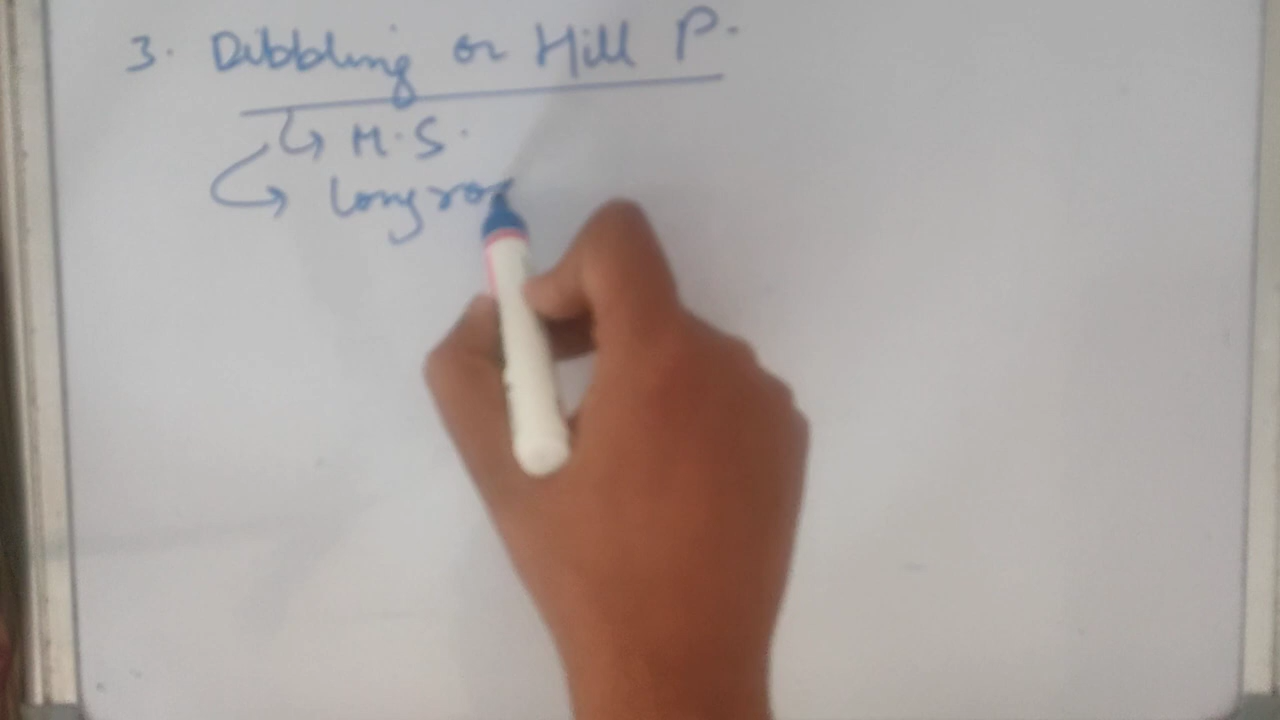 3. Dibbling or Hill P.
↳ M.S.
↳ Long